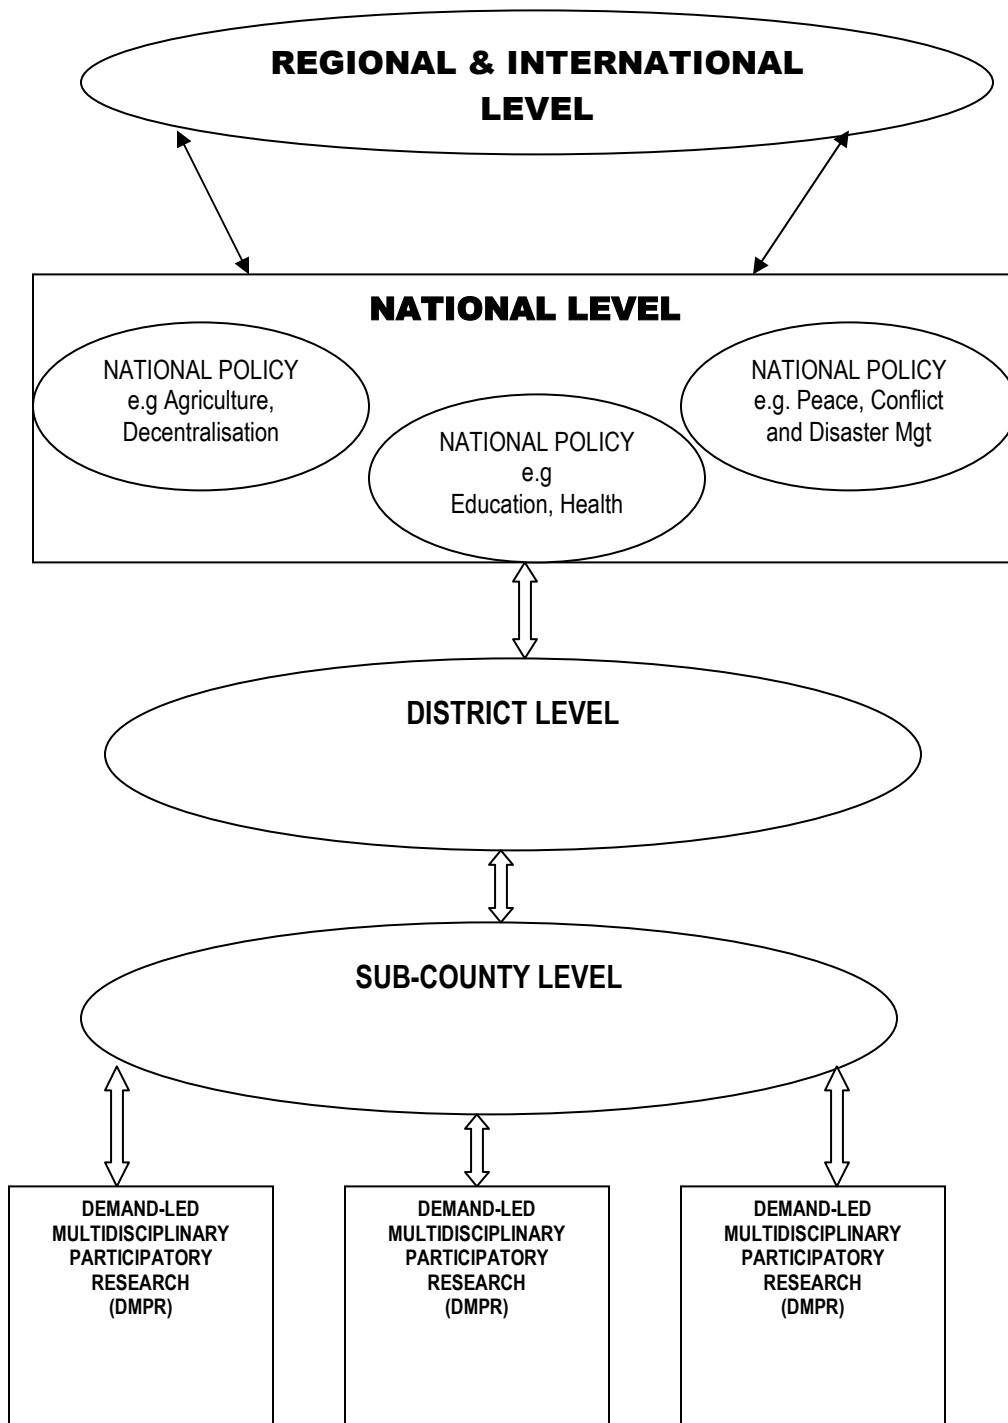 REGIONAL & INTERNATIONAL
LEVEL
NATIONAL LEVEL
NATIONAL POLICY
e.g Agriculture,
Decentralisation
NATIONAL POLICY
e.g
Education, Health
NATIONAL POLICY
e.g. Peace, Conflict
and Disaster Mgt
DISTRICT LEVEL
SUB-COUNTY LEVEL
DEMAND-LED
MULTIDISCIPLINARY
PARTICIPATORY
RESEARCH
(DMPR)
DEMAND-LED
MULTIDISCIPLINARY
PARTICIPATORY
RESEARCH
(DMPR)
DEMAND-LED
MULTIDISCIPLINARY
PARTICIPATORY
RESEARCH
(DMPR)